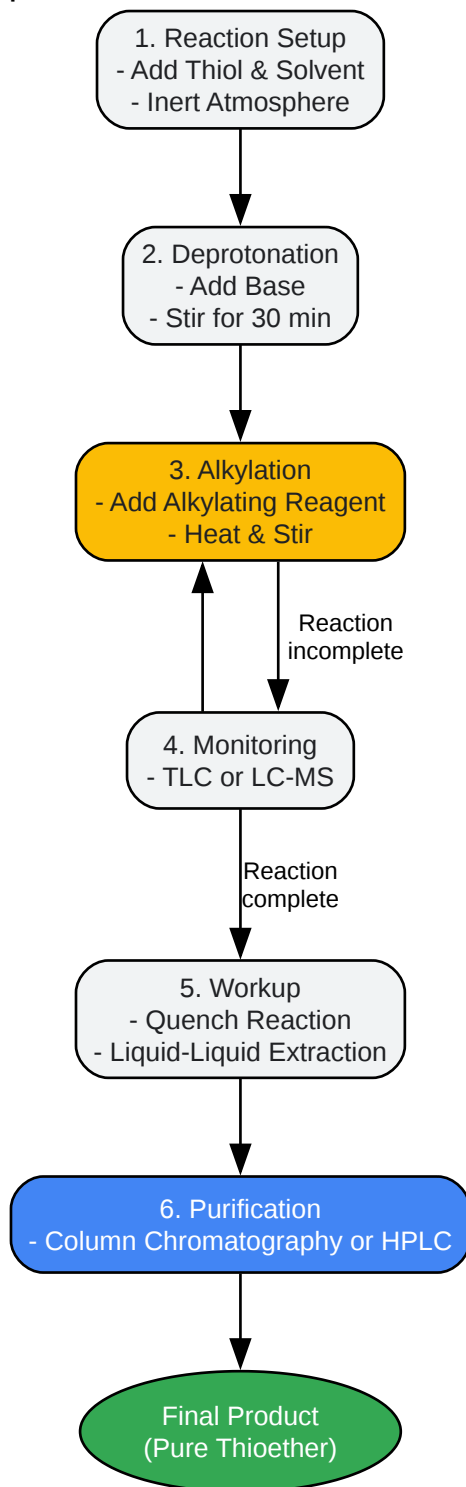 1. Reaction Setup
- Add Thiol & Solvent
- Inert Atmosphere
2. Deprotonation
- Add Base
- Stir for 30 min
3. Alkylation
- Add Alkylating Reagent
- Heat & Stir
Reaction
incomplete
4. Monitoring
- TLC or LC-MS
Reaction
complete
5. Workup
- Quench Reaction
- Liquid-Liquid Extraction
6. Purification
- Column Chromatography or HPLC
Final Product
(Pure Thioether)